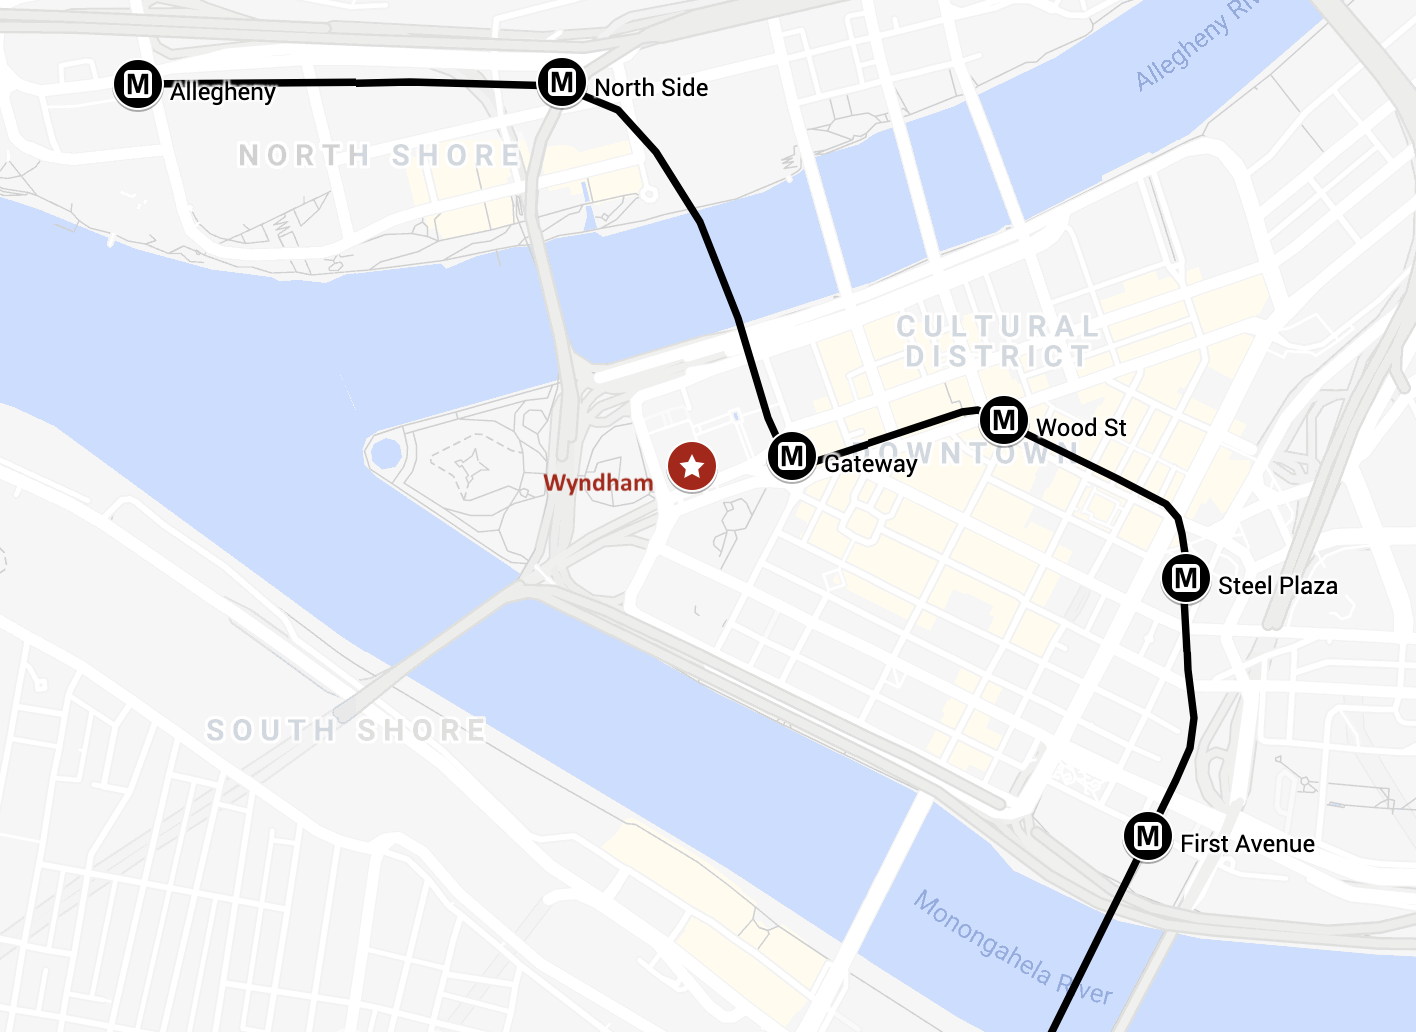 Allegheny River
M Allegheny
M North Side
NORTH SHORE
CULTURAL
DISTRICT
M Wood St
DOWNTOWN
M Gateway
Wyndham
M Steel Plaza
SOUTH SHORE
M First Avenue
Monongahela River